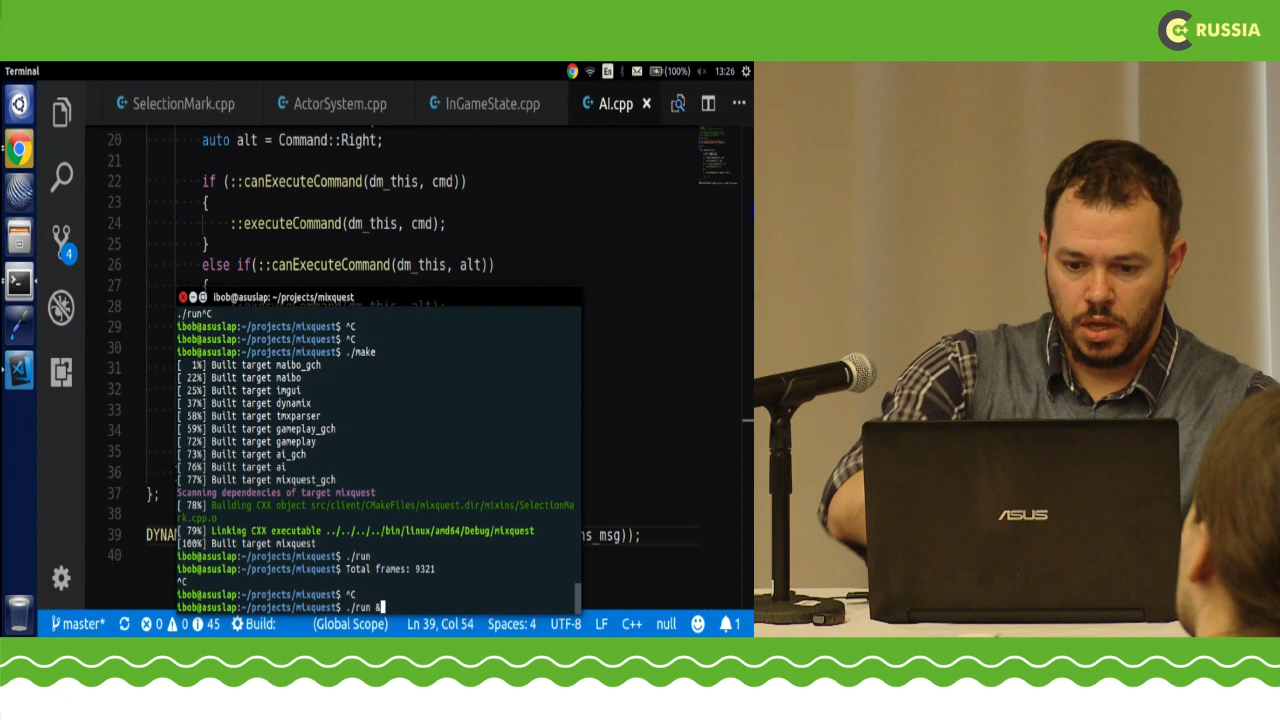 C++ RUSSIA
Terminal
En
(100%)
13:26
SelectionMark.cpp
ActorSystem.cpp
InGameState.cpp
AI.cpp
20 auto alt = Command::Right;
21
22 if (::canExecuteCommand(dm_this, cmd))
23 {
24 ::executeCommand(dm_this, cmd);
25 }
26 else if(::canExecuteCommand(dm_this, alt))
27
28
29
30
31
32
33
34
35
36
37 };
38
39 DYNA
ns_msg));
40
4
ibob@asuslap: ~/projects/mixquest
./run^C
ibob@asuslap:~/projects/mixquest$ ^C
ibob@asuslap:~/projects/mixquest$ ^C
ibob@asuslap:~/projects/mixquest$ ./make
[ 1%] Built target maibo_gch
[ 22%] Built target maibo
[ 25%] Built target imgui
[ 37%] Built target dynamix
[ 58%] Built target tmxparser
[ 59%] Built target gameplay_gch
[ 72%] Built target gameplay
[ 73%] Built target ai_gch
[ 76%] Built target ai
[ 77%] Built target mixquest_gch
Scanning dependencies of target mixquest
[ 78%] Building CXX object src/client/CMakeFiles/mixquest.dir/mixins/SelectionMa
rk.cpp.o
[ 79%] Linking CXX executable ../../../../bin/linux/amd64/Debug/mixquest
[100%] Built target mixquest
ibob@asuslap:~/projects/mixquest$ ./run
ibob@asuslap:~/projects/mixquest$ Total frames: 9321
^C
ibob@asuslap:~/projects/mixquest$ ^C
ibob@asuslap:~/projects/mixquest$ ./run &
master*
0 0 45
Build:
(Global Scope)
Ln 39, Col 54
Spaces: 4
UTF-8
LF
C++
null
1
ASUS